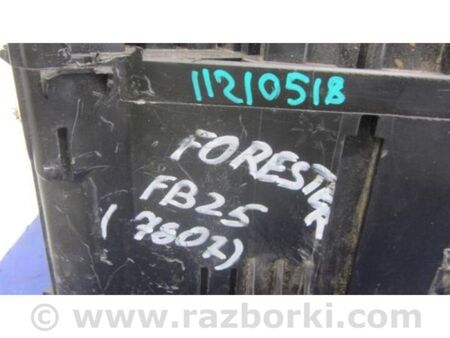 11210518
FORESTER
FB25
(7807)
© www.razborki.com